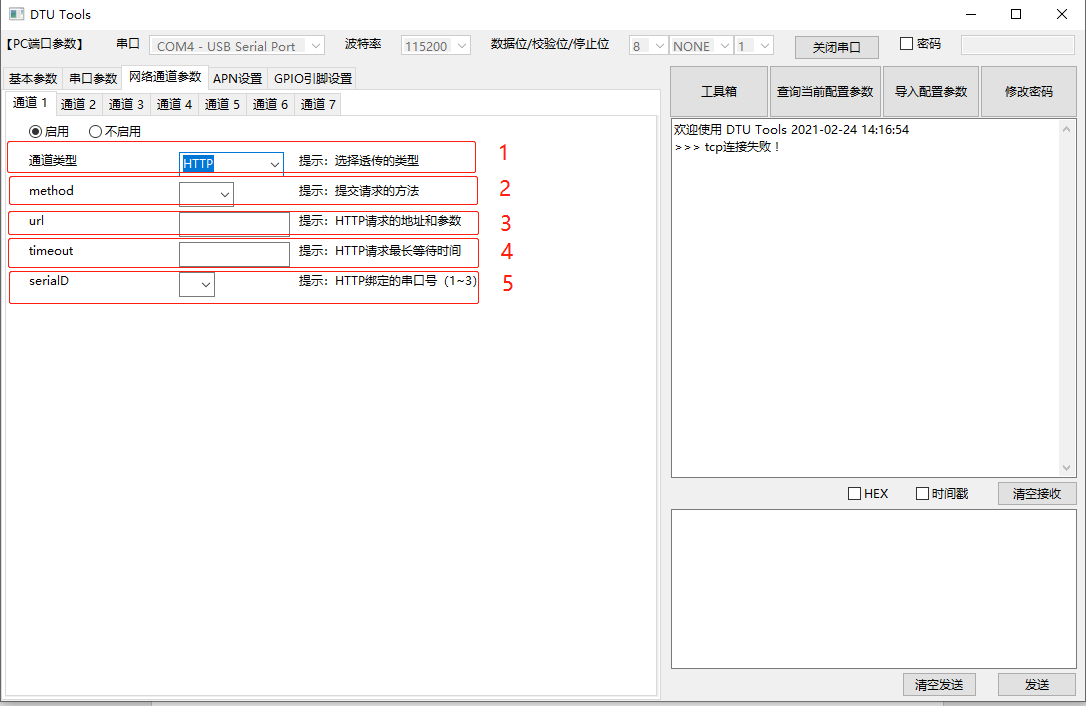 DTU Tools
【PC端口参数】 串口 COM4 - USB Serial Port 波特率 115200 数据位/校验位/停止位 8 NONE 1 关闭串口 密码
基本参数 串口参数 网络通道参数 APN设置 GPIO引脚设置
工具箱 查询当前配置参数 导入配置参数 修改密码
通道 1 通道 2 通道 3 通道 4 通道 5 通道 6 通道 7
启用 不启用
通道类型 HTTP 提示：选择透传的类型 1
method 提示：提交请求的方法 2
url 提示：HTTP请求的地址和参数 3
timeout 提示：HTTP请求最长等待时间 4
serialD 提示：HTTP绑定的串口号（1~3） 5
欢迎使用 DTU Tools 2021-02-24 14:16:54
>>> tcp连接失败！
HEX 时间戳 清空接收
清空发送 发送